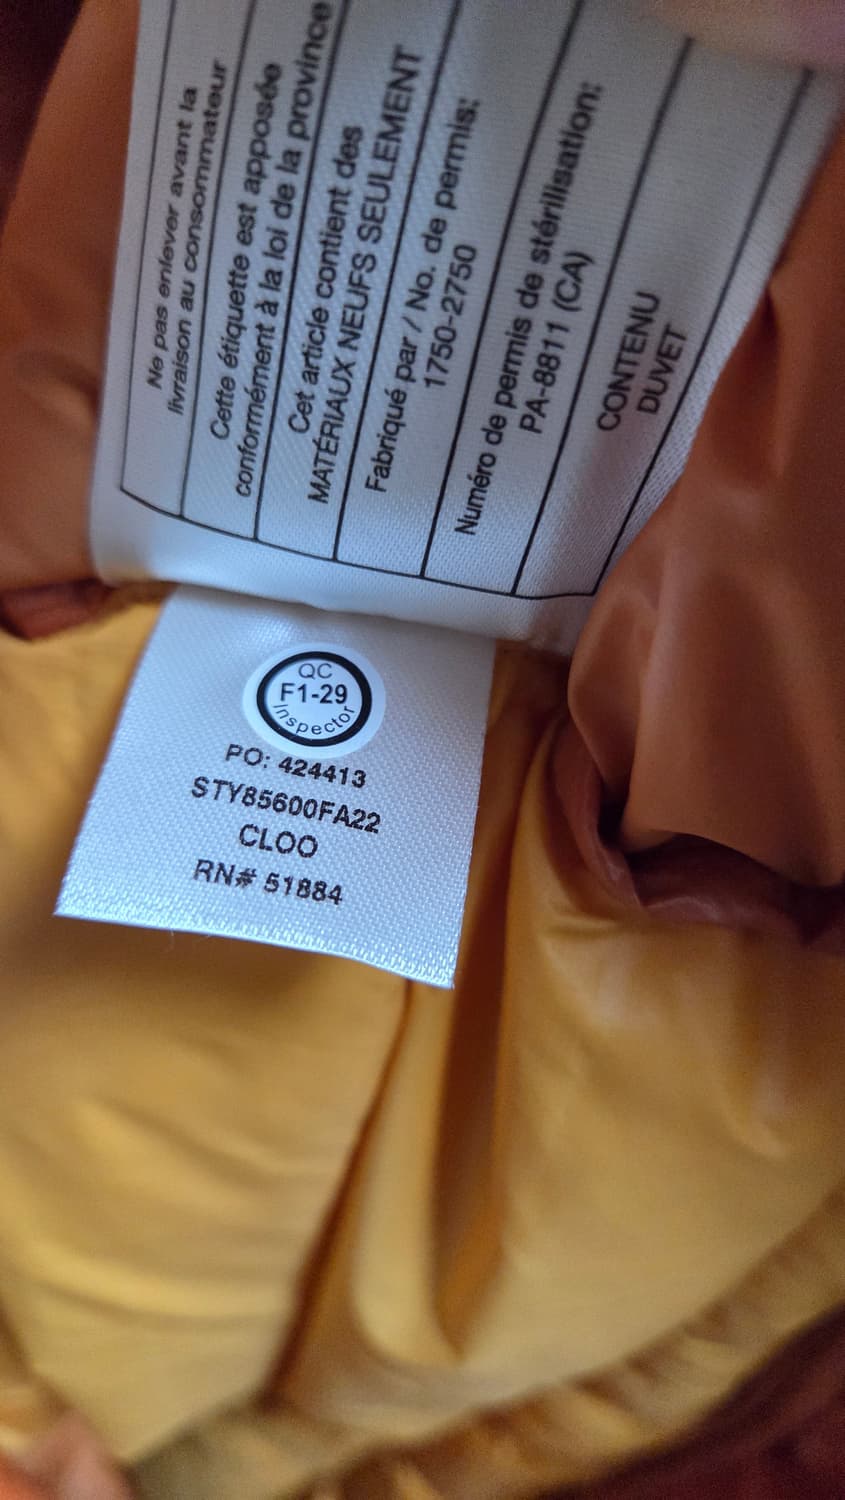 Ne pas enlever avant la
livraison au consommateur
Cette étiquette est apposée
conformément à la loi de la province
Cet article contient des
MATÉRIAUX NEUFS SEULEMENT
Fabriqué par / No. de permis:
1750-2750
Numéro de permis de stérilisation:
PA-8811 (CA)
CONTENU
DUVET
QC
F1-29
Inspector
PO: 424413
STY85600FA22
CLOO
RN# 51884